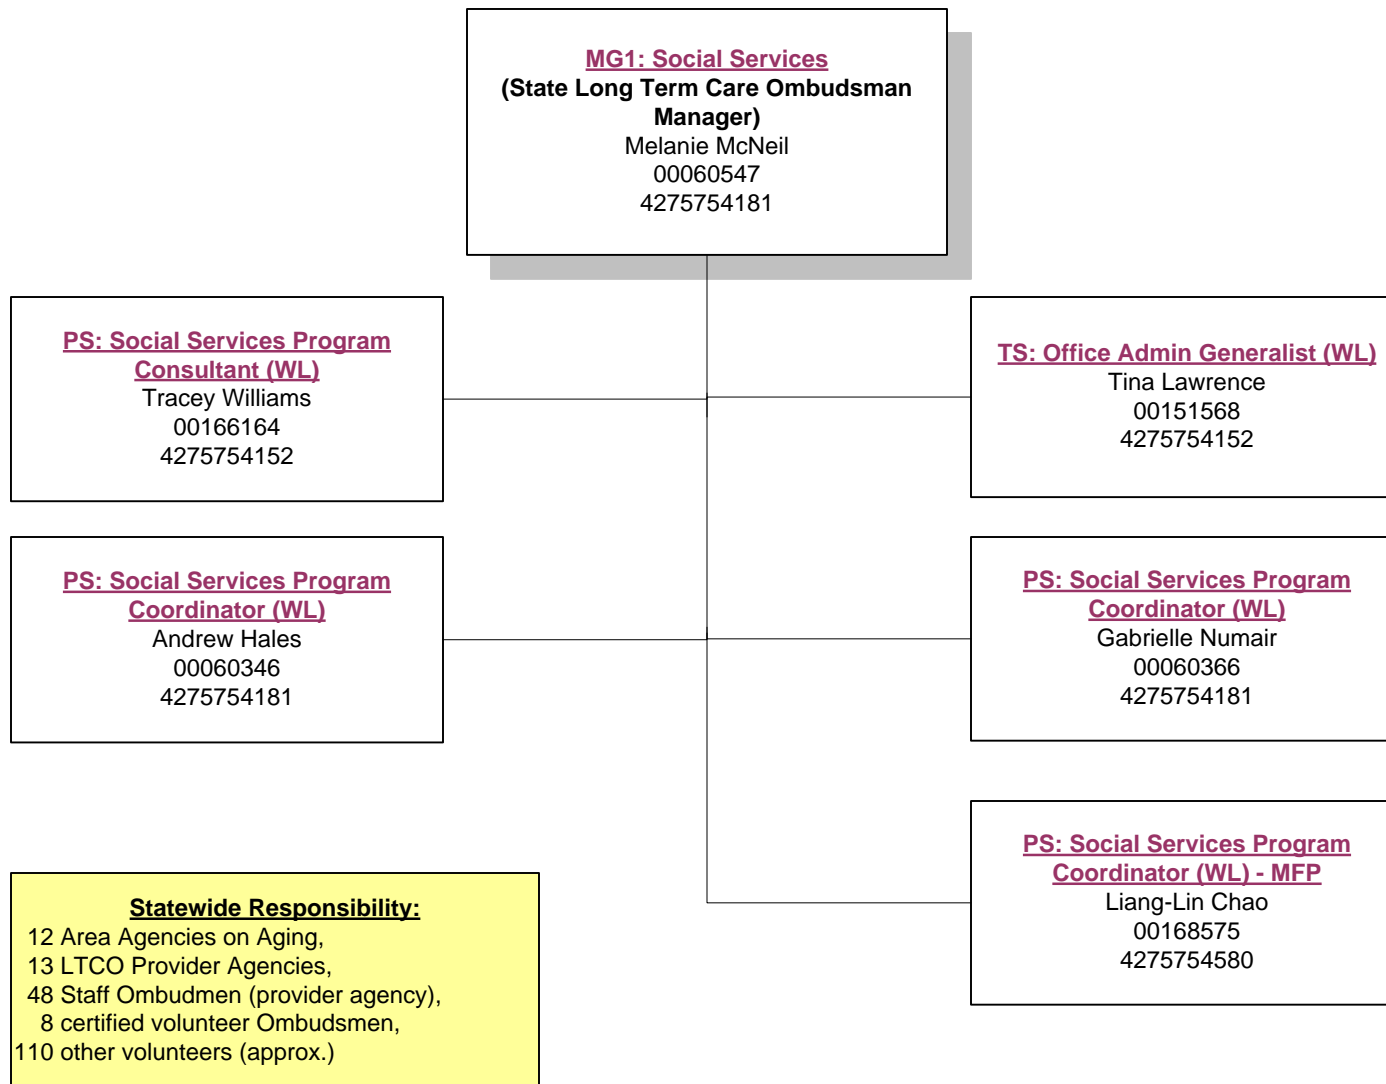 MG1: Social Services
(State Long Term Care Ombudsman
Manager)
Melanie McNeil
00060547
4275754181
PS: Social Services Program
Consultant (WL)
Tracey Williams
00166164
4275754152
TS: Office Admin Generalist (WL)
Tina Lawrence
00151568
4275754152
PS: Social Services Program
Coordinator (WL)
Andrew Hales
00060346
4275754181
PS: Social Services Program
Coordinator (WL)
Gabrielle Numair
00060366
4275754181
PS: Social Services Program
Coordinator (WL) - MFP
Liang-Lin Chao
00168575
4275754580
Statewide Responsibility:
12 Area Agencies on Aging,
13 LTCO Provider Agencies,
48 Staff Ombudmen (provider agency),
8 certified volunteer Ombudsmen,
110 other volunteers (approx.)